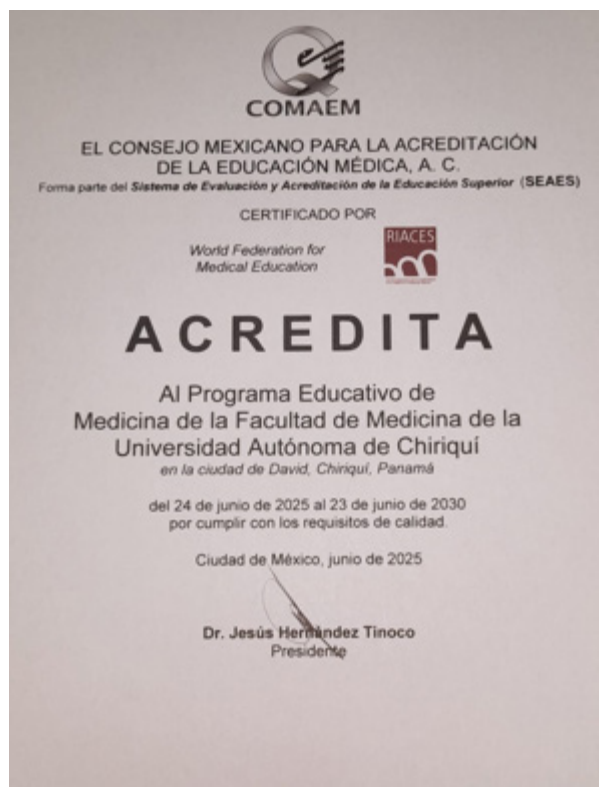 COMAEM
EL CONSEJO MEXICANO PARA LA ACREDITACIÓN
DE LA EDUCACIÓN MÉDICA, A. C.
Forma parte del Sistema de Evaluación y Acreditación de la Educación Superior (SEAES)
CERTIFICADO POR
World Federation for
Medical Education
RIACES
ACREDITA
Al Programa Educativo de
Medicina de la Facultad de Medicina de la
Universidad Autónoma de Chiriquí
en la ciudad de David, Chiriquí, Panamá
del 24 de junio de 2025 al 23 de junio de 2030
por cumplir con los requisitos de calidad.
Ciudad de México, junio de 2025
Dr. Jesús Hernández Tinoco
Presidente